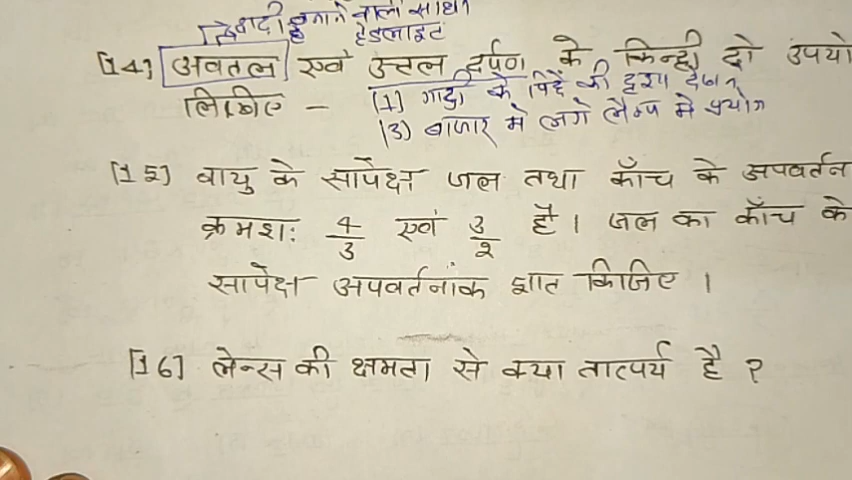 दाढ़ी बनाने वाले साधा
हेडलाइट
[14] अवतल एवं उत्तल दर्पण के किन्ही दो उपयो
लिखिए - (1) गाड़ी के पिछे की दृश्य देखन
(3) बाजार मे लगे लैम्प मे प्रयोग
[15] वायु के सापेक्ष जल तथा काँच के अपवर्तन
क्रमशः 4/3 एवं 3/2 है। जल का काँच के
सापेक्ष अपवर्तनांक ज्ञात किजिए ।
[16] लेन्स की क्षमता से क्या तात्पर्य है ?